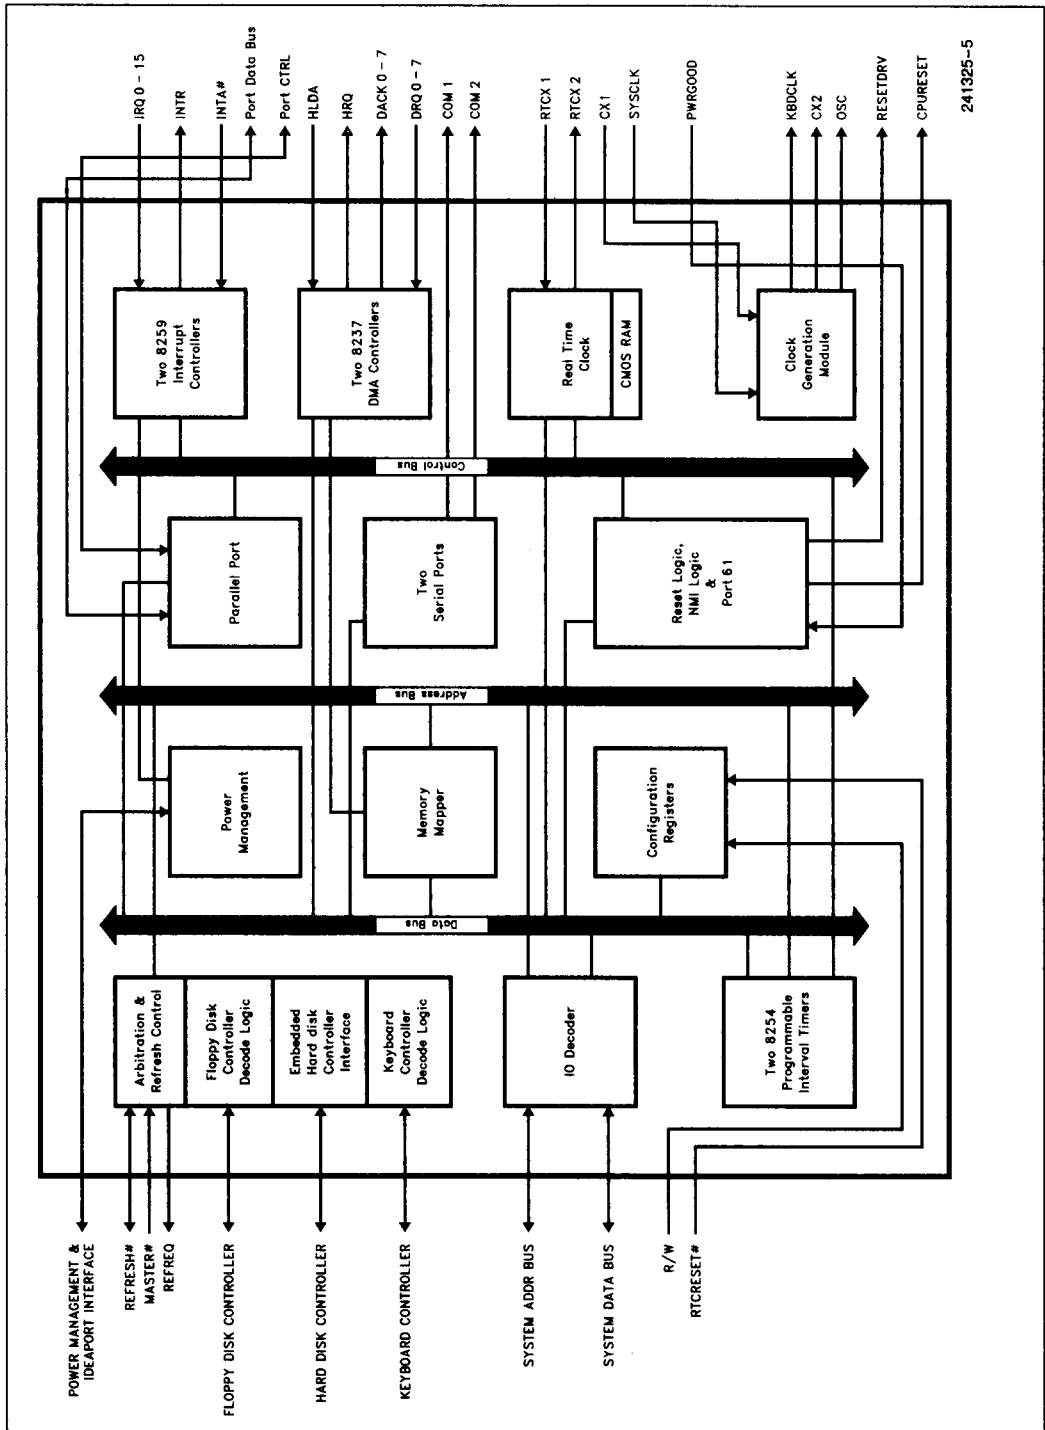 POWER MANAGEMENT &
IDEAPORT INTERFACE
REFRESH#
MASTER#
REFREQ
FLOPPY DISK CONTROLLER
HARD DISK CONTROLLER
KEYBOARD CONTROLLER
SYSTEM ADDR BUS
SYSTEM DATA BUS
R/W
RTCRESET#
Arbitration &
Refresh Control
Floppy Disk
Controller
Decode Logic
Embedded
Hard disk
Controller
Interface
Keyboard
Controller
Decode Logic
IO Decoder
Two 8254
Programmable
Interval Timers
Data Bus
Power
Management
Memory
Mapper
Configuration
Registers
Address Bus
Parallel Port
Two
Serial Ports
Reset Logic,
NMI Logic
&
Port 61
Control Bus
Two 8259
Interrupt
Controllers
Two 8237
DMA Controllers
Real Time
Clock
CMOS RAM
Clock
Generation
Module
IRQ 0 - 15
INTR
INTA#
Port Data Bus
Port CTRL
HLDA
HRQ
DACK 0 - 7
DRQ 0 - 7
COM 1
COM 2
RTCX 1
RTCX 2
CX1
SYSCLK
PWRGOOD
KBDCLK
CX2
OSC
RESETDRV
CPURESET
241325-5